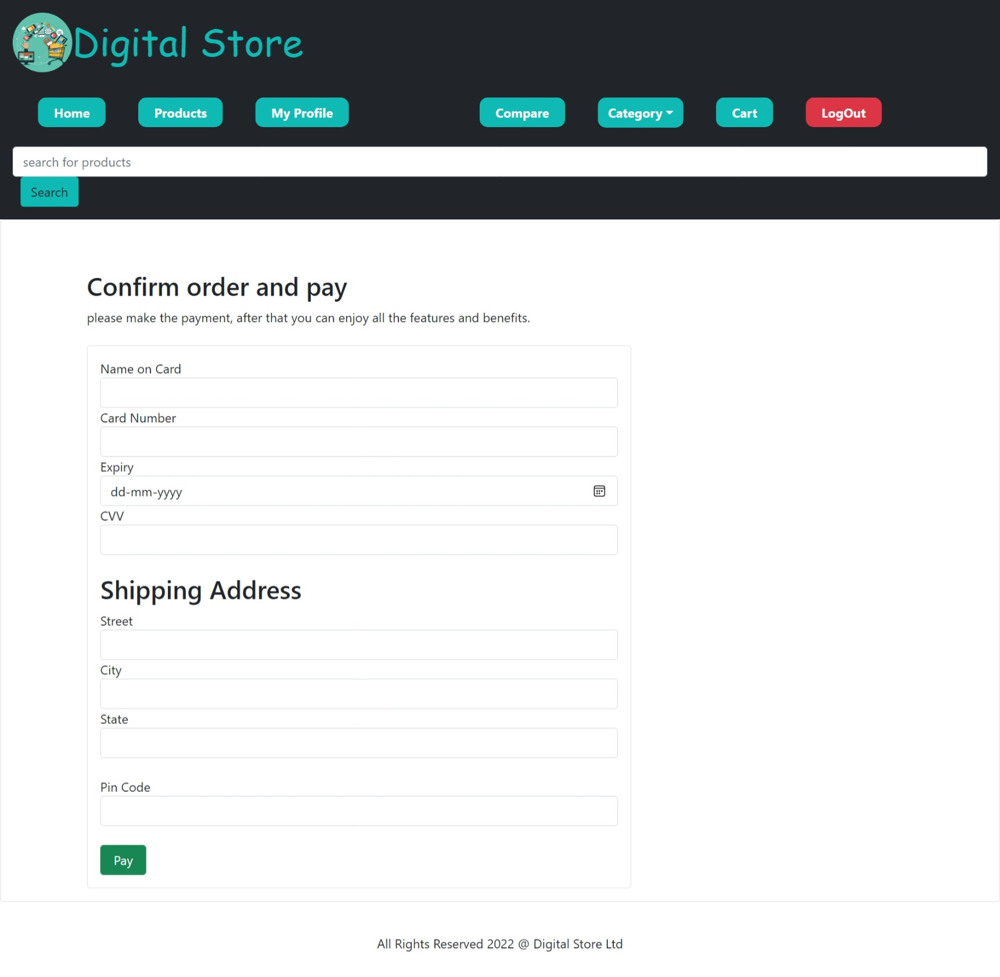 Digital Store
Home Products My Profile Compare Category Cart LogOut
search for products
Search
Confirm order and pay
please make the payment, after that you can enjoy all the features and benefits.
Name on Card
Card Number
Expiry
dd-mm-yyyy
CVV
Shipping Address
Street
City
State
Pin Code
Pay
All Rights Reserved 2022 @ Digital Store Ltd